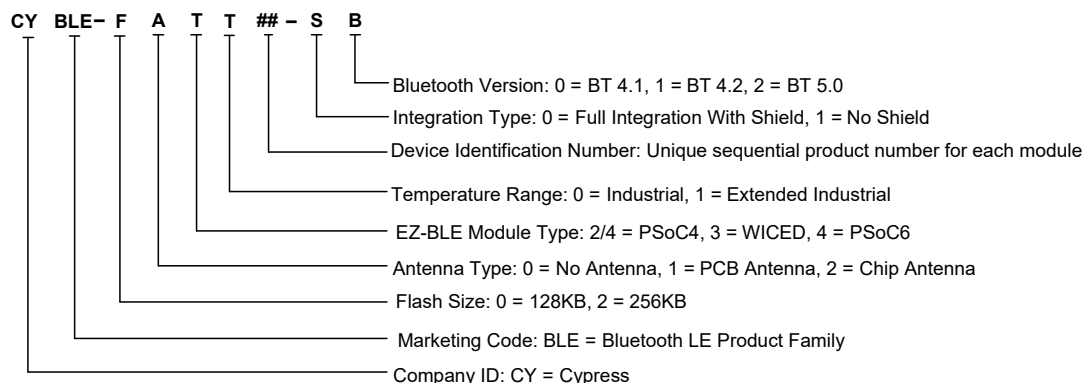 CY BLE– F A T T ## – S B
Bluetooth Version: 0 = BT 4.1, 1 = BT 4.2, 2 = BT 5.0
Integration Type: 0 = Full Integration With Shield, 1 = No Shield
Device Identification Number: Unique sequential product number for each module
Temperature Range: 0 = Industrial, 1 = Extended Industrial
EZ-BLE Module Type: 2/4 = PSoC4, 3 = WICED, 4 = PSoC6
Antenna Type: 0 = No Antenna, 1 = PCB Antenna, 2 = Chip Antenna
Flash Size: 0 = 128KB, 2 = 256KB
Marketing Code: BLE = Bluetooth LE Product Family
Company ID: CY = Cypress